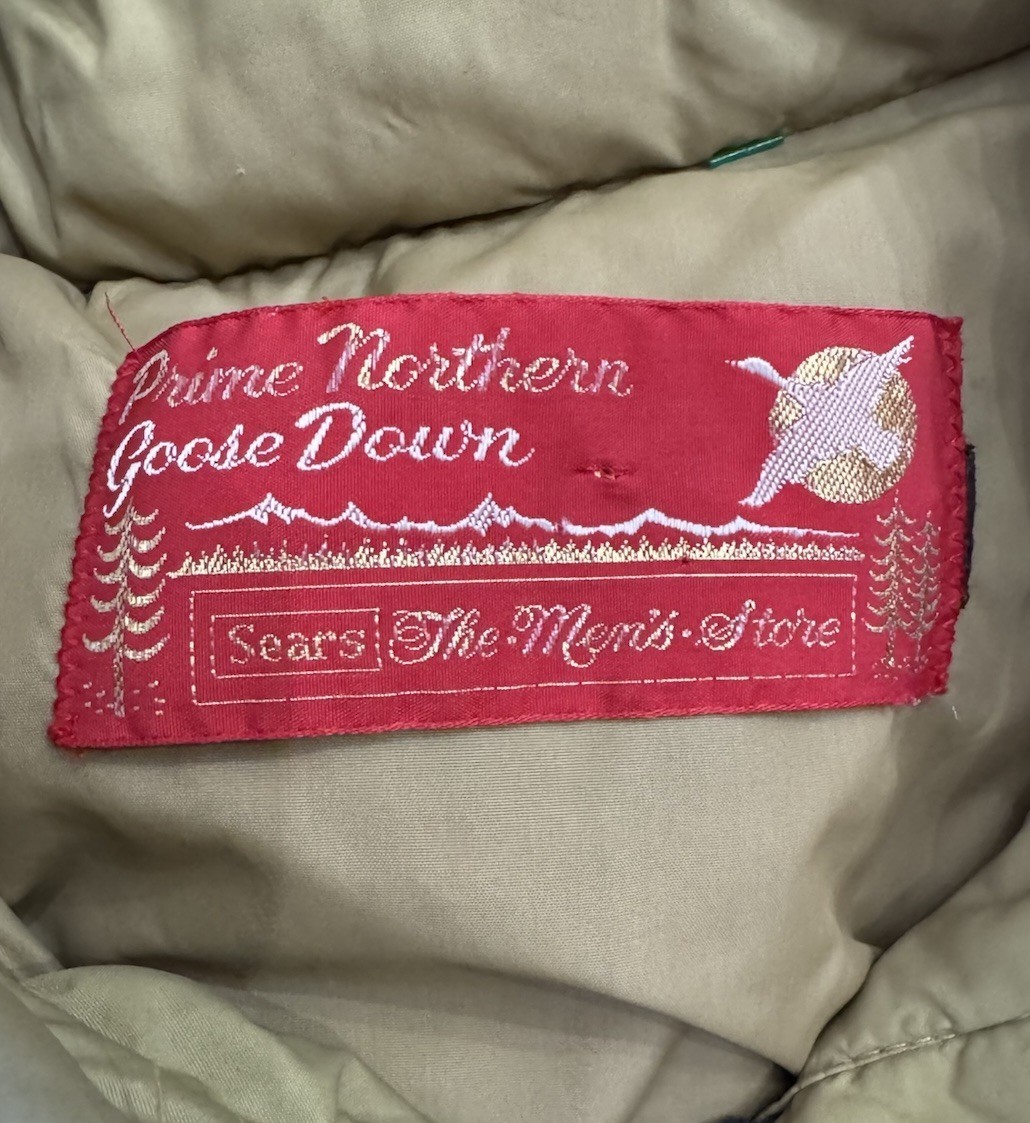 Prime Northern
Goose Down
Sears The·Men's·Store